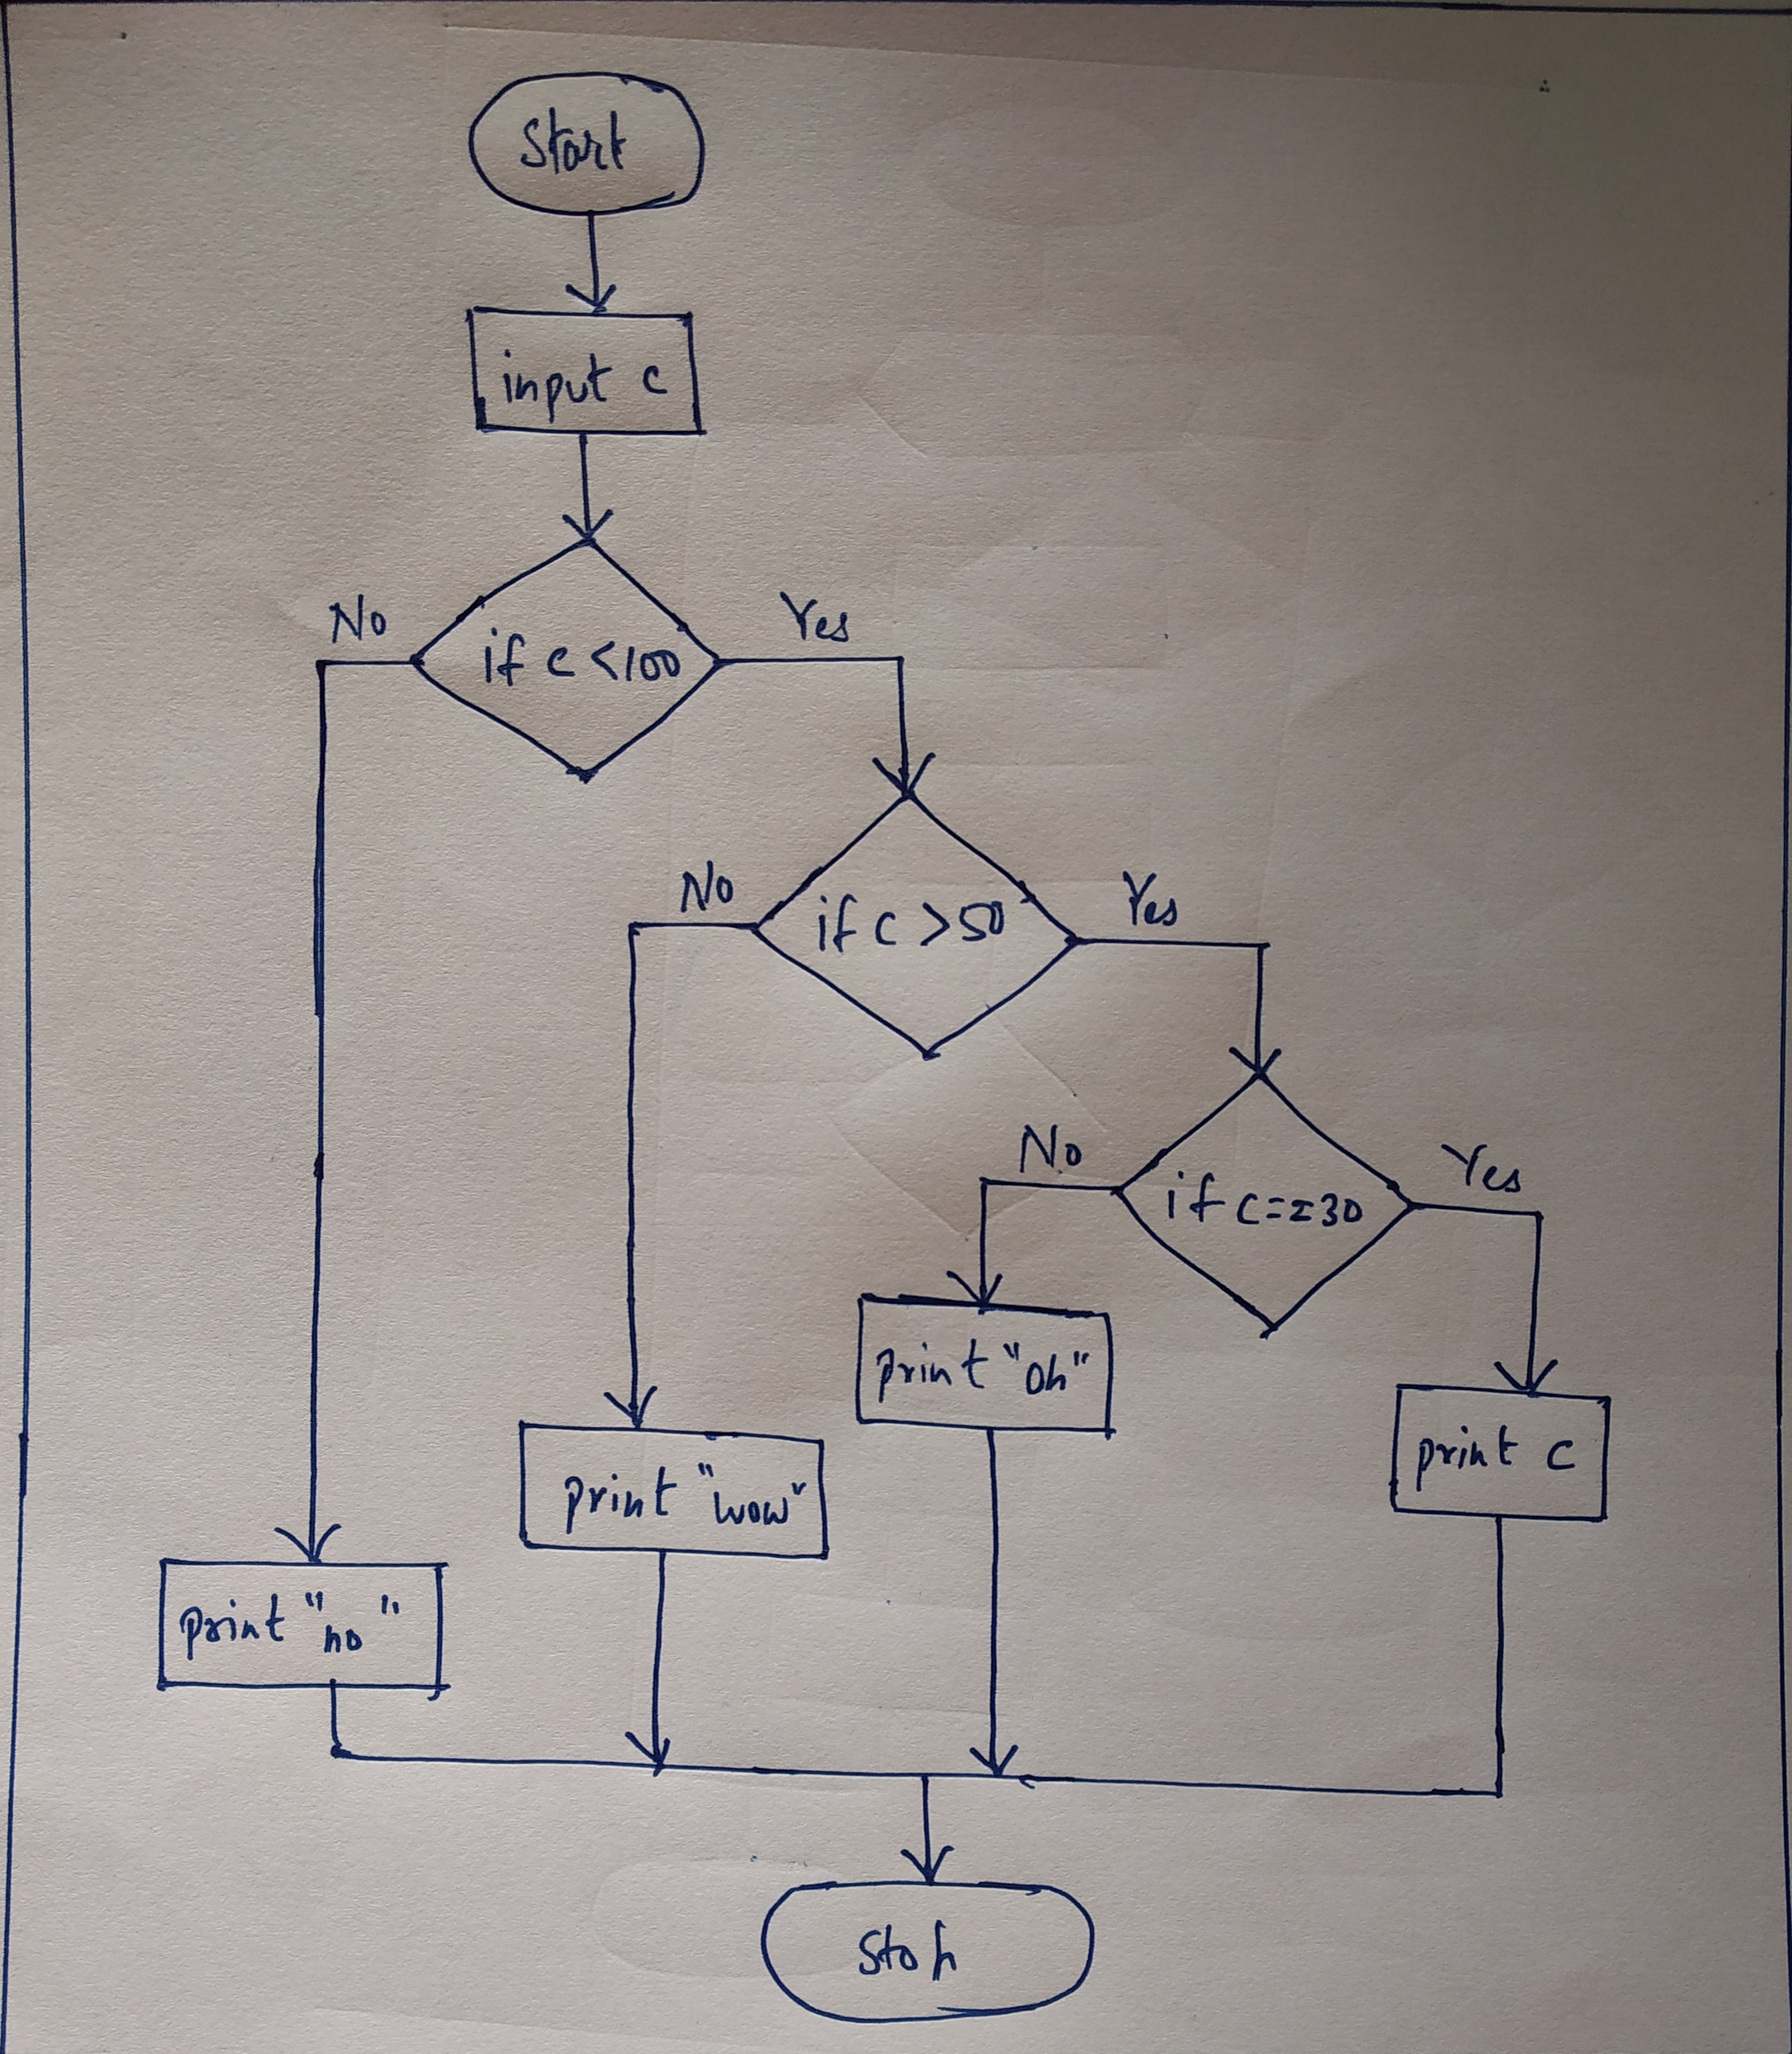 Start
input c
No
Yes
if c <100
No
Yes
if c >50
No
Yes
if c==30
print "oh"
print c
print "wow"
print "no"
Stop